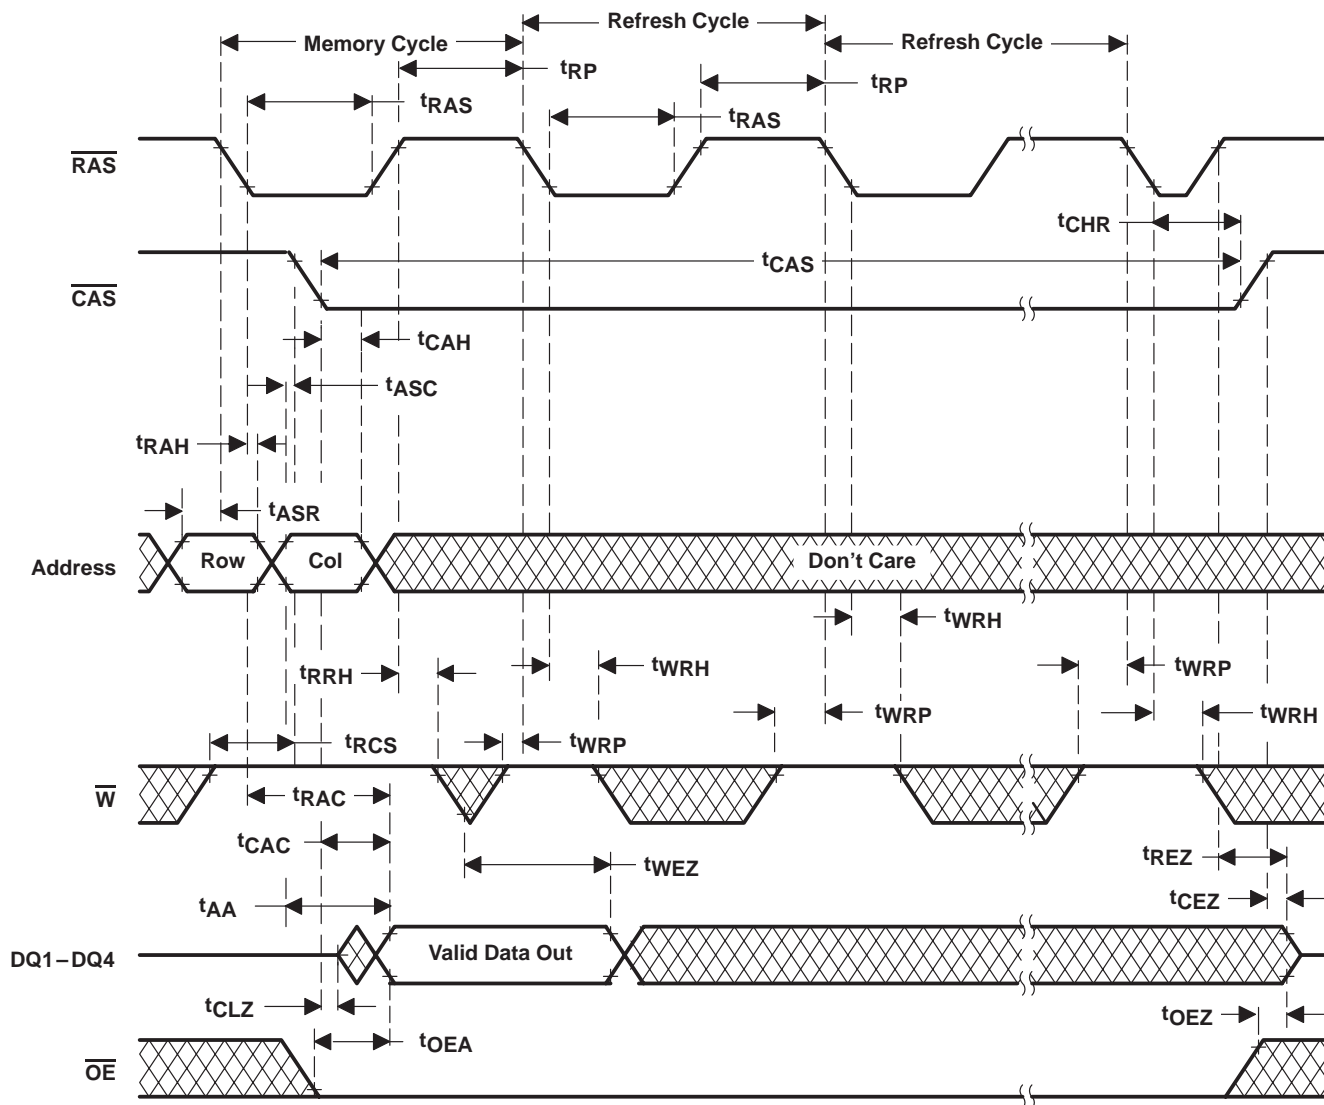 Refresh Cycle
Memory Cycle
Refresh Cycle
tRP
tRP
tRAS
tRAS
RAS
tCHR
tCAS
CAS
tCAH
tASC
tRAH
tASR
Address
Row
Col
Don't Care
tWRH
tRRH
tWRH
tWRP
tWRP
tWRH
tRCS
tWRP
W
tRAC
tCAC
tWEZ
tREZ
tAA
tCEZ
DQ1–DQ4
Valid Data Out
tCLZ
tOEZ
tOEA
OE